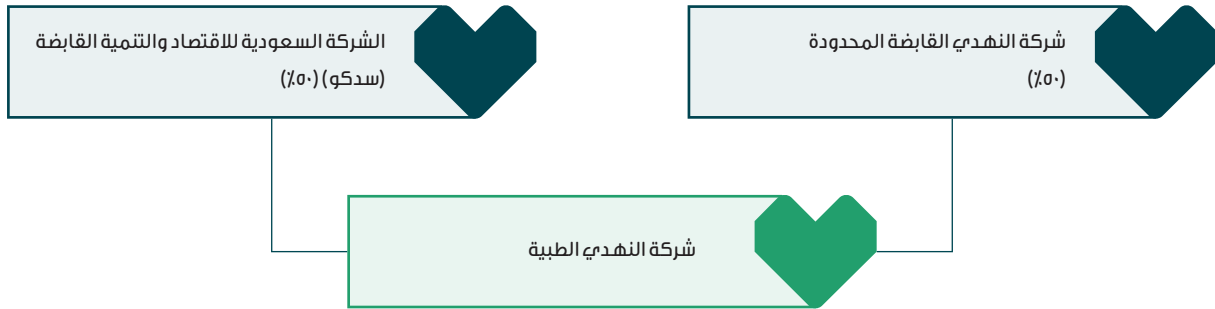 شركة النهدي القابضة المحدودة
(٥٠٪)
الشركة السعودية للاقتصاد والتنمية القابضة
(سدكو) (٥٠٪)
شركة النهدي الطبية